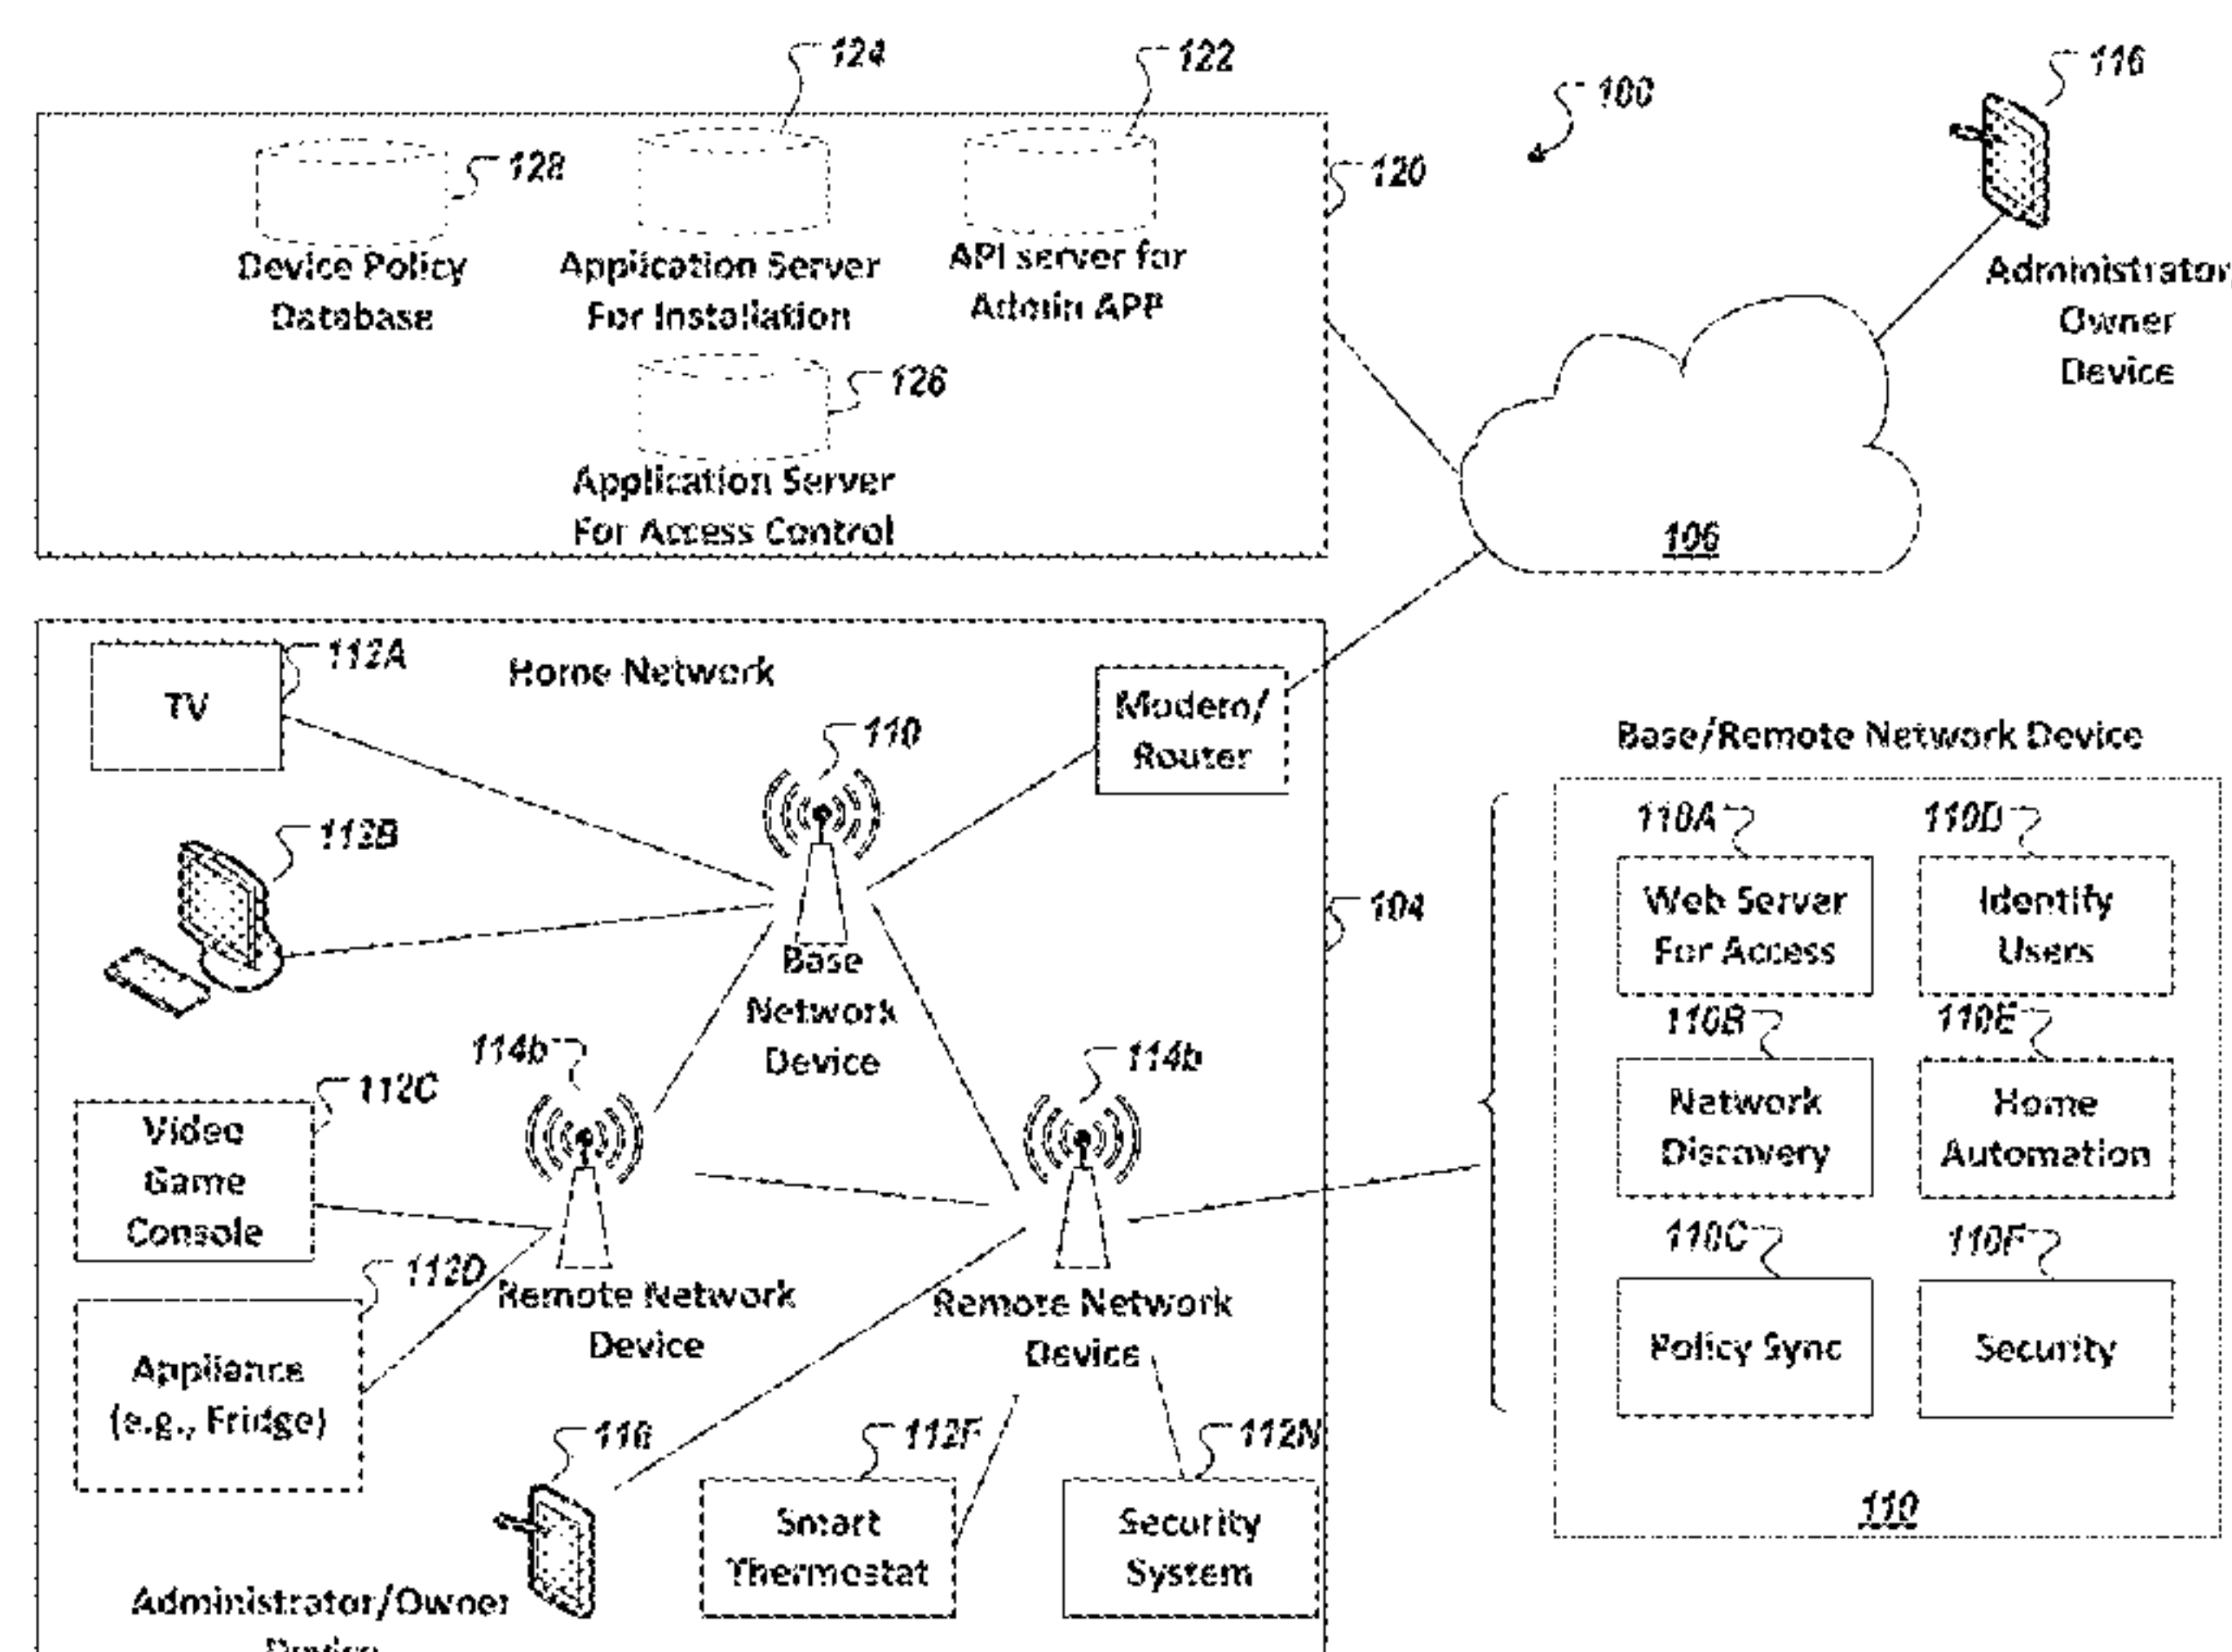 124
122
100
116
128
120
Device Policy
Database
Application Server
For Installation
API server for
Admin APP
Administrator/
Owner
Device
126
Application Server
For Access Control
106
112A
TV
Home Network
Modem/
Router
110
Base/Remote Network Device
112B
104
Base
Network
Device
110A
110D
Web Server
For Access
Identify
Users
110B
110E
Network
Discovery
Home
Automation
110C
110F
Policy Sync
Security
110
114b
114b
112C
Video
Game
Console
112D
Remote Network
Device
Remote Network
Device
Appliance
(e.g., Fridge)
116
112F
112N
Smart
Thermostat
Security
System
Administrator/Owner